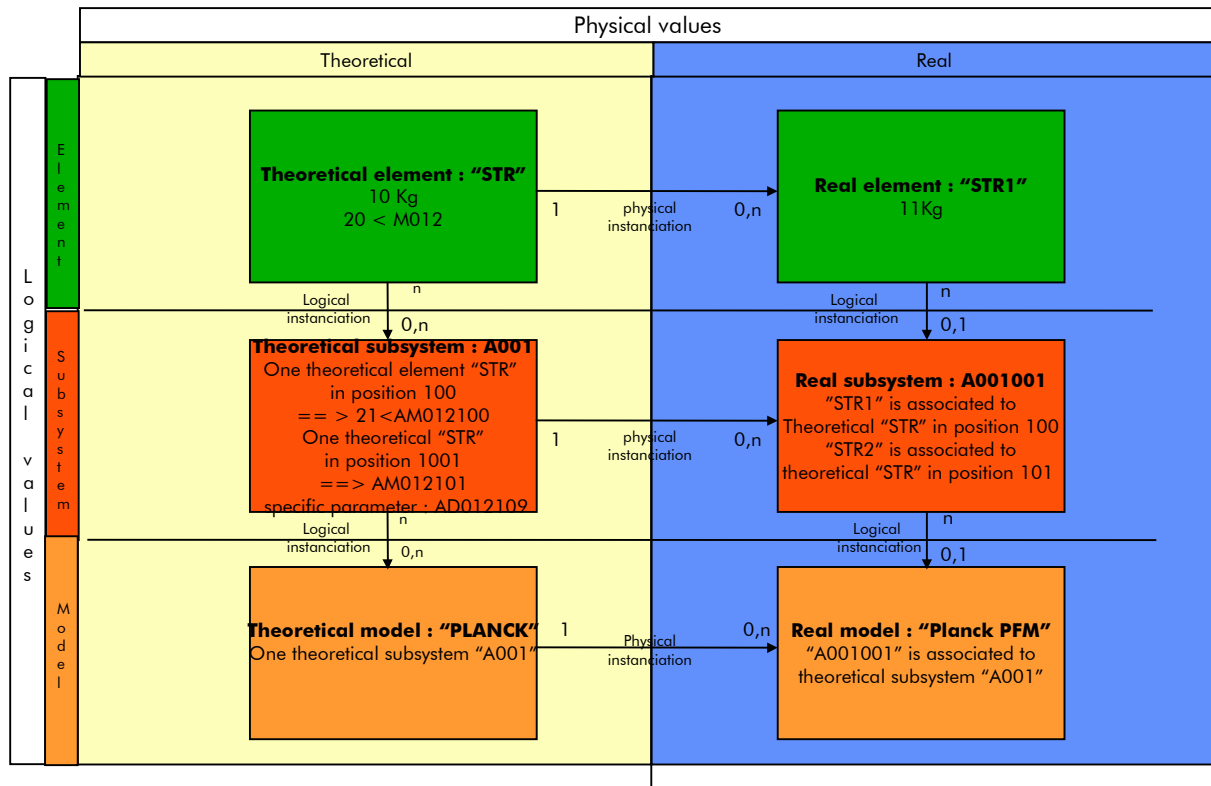 Physical values
Theoretical
Real
Logical values
Element
Subsystem
Model
Theoretical element : “STR”
10 Kg
20 < M012
1
physical
instanciation
0,n
Real element : “STR1”
11Kg
n
Logical
instanciation
0,n
n
Logical
instanciation
0,1
Theoretical subsystem : A001
One theoretical element “STR”
in position 100
== > 21<AM012100
One theoretical “STR”
in position 1001
==> AM012101
specific parameter : AD012109
1
physical
instanciation
0,n
Real subsystem : A001001
“STR1” is associated to
Theoretical “STR” in position 100
“STR2” is associated to
theoretical “STR” in position 101
n
Logical
instanciation
0,n
n
Logical
instanciation
0,1
Theoretical model : “PLANCK”
One theoretical subsystem “A001”
1
Physical
instanciation
0,n
Real model : “Planck PFM”
“A001001” is associated to
theoretical subsystem “A001”